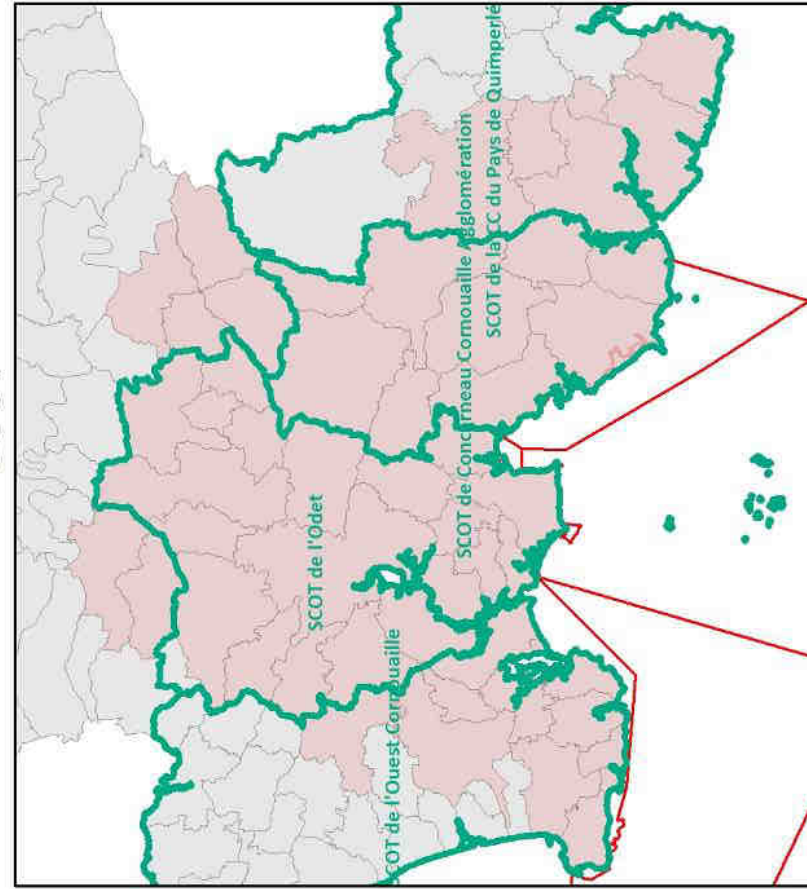 SCOT de l'Odet
SCOT de l'Ouest Cornouaille
SCOT de Concarneau Cornouaille Agglomération
SCOT de la CC du Pays de Quimperlé